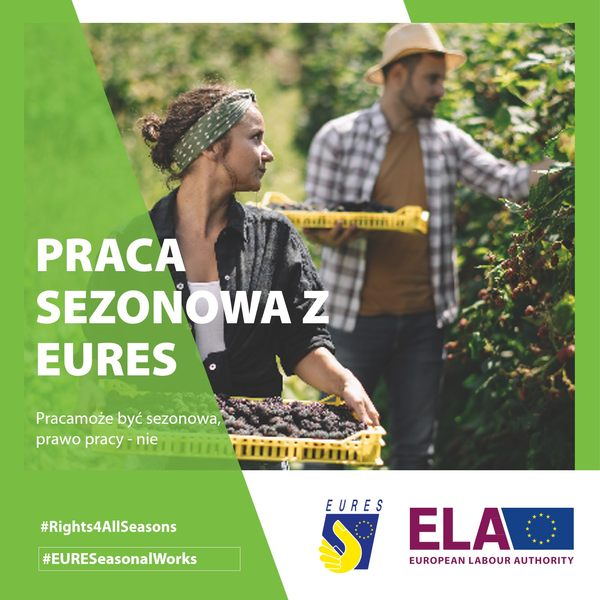 PRACA
SEZONOWA Z
EURES
Pracamoże być sezonowa,
prawo pracy - nie
#Rights4AllSeasons
#EURESeasonalWorks
EURES
ELA
EUROPEAN LABOUR AUTHORITY